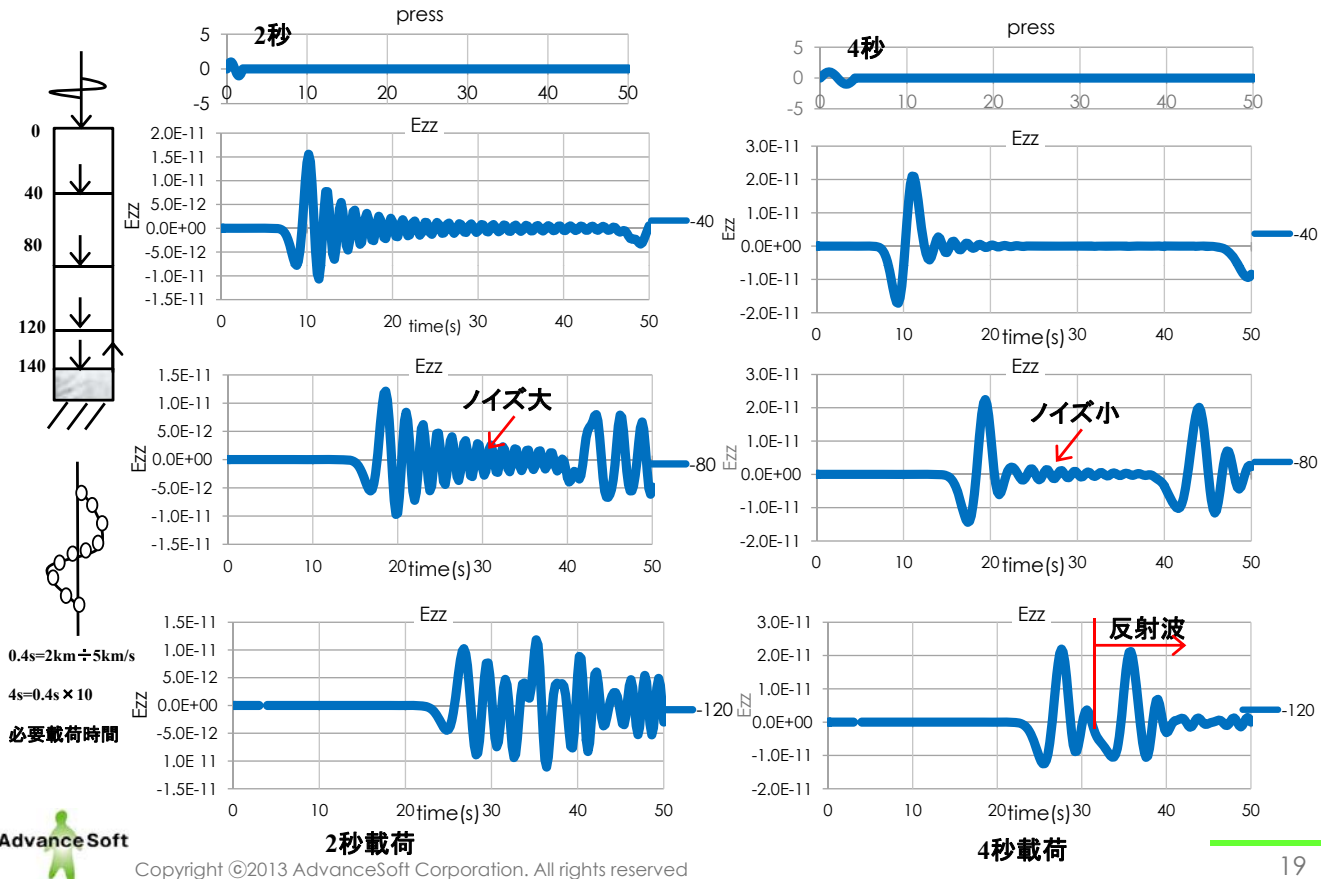 press
2秒
5
0
-5
0 10 20 30 40 50
press
4秒
5
0
-5
0 10 20 30 40 50
0
40
80
120
140
0.4s=2km÷5km/s
4s=0.4s×10
必要載荷時間
Ezz
2.0E-11
1.5E-11
1.0E-11
5.0E-12
0.0E+00
-5.0E-12
-1.0E-11
-1.5E-11
Ezz
-40
0 10 20 time(s) 30 40 50
Ezz
3.0E-11
2.0E-11
1.0E-11
0.0E+00
-1.0E-11
-2.0E-11
Ezz
-40
0 10 20 time(s) 30 40 50
Ezz
1.5E-11
1.0E-11
5.0E-12
0.0E+00
-5.0E-12
-1.0E-11
-1.5E-11
Ezz
ノイズ大
-80
0 10 20 time(s) 30 40 50
Ezz
3.0E-11
2.0E-11
1.0E-11
0.0E+00
-1.0E-11
-2.0E-11
Ezz
ノイズ小
-80
0 10 20 time(s) 30 40 50
Ezz
1.5E-11
1.0E-11
5.0E-12
0.0E+00
-5.0E-12
1.0E 11
-1.5E-11
Ezz
-120
0 10 20 time(s) 30 40 50
2秒載荷
Ezz
3.0E-11
2.0E-11
1.0E-11
0.0E+00
-1.0E-11
-2.0E-11
Ezz
反射波
-120
0 10 20 time(s) 30 40 50
4秒載荷
AdvanceSoft
Copyright ©2013 AdvanceSoft Corporation. All rights reserved
19